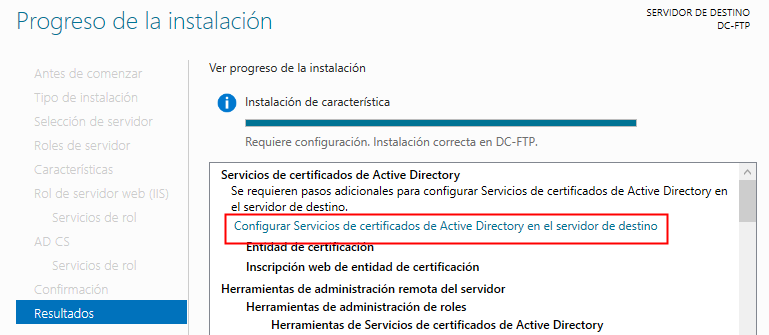 Progreso de la instalación
SERVIDOR DE DESTINO
DC-FTP
Antes de comenzar
Tipo de instalación
Selección de servidor
Roles de servidor
Características
Rol de servidor web (IIS)
Servicios de rol
AD CS
Servicios de rol
Confirmación
Resultados
Ver progreso de la instalación
Instalación de característica
Requiere configuración. Instalación correcta en DC-FTP.
Servicios de certificados de Active Directory
Se requieren pasos adicionales para configurar Servicios de certificados de Active Directory en
el servidor de destino.
Configurar Servicios de certificados de Active Directory en el servidor de destino
Entidad de certificación
Inscripción web de entidad de certificación
Herramientas de administración remota del servidor
Herramientas de administración de roles
Herramientas de Servicios de certificados de Active Directory